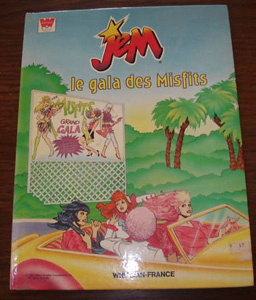 JEM
le gala des Misfits
MISFITS
GRAND
GALA
WHITMAN-FRANCE